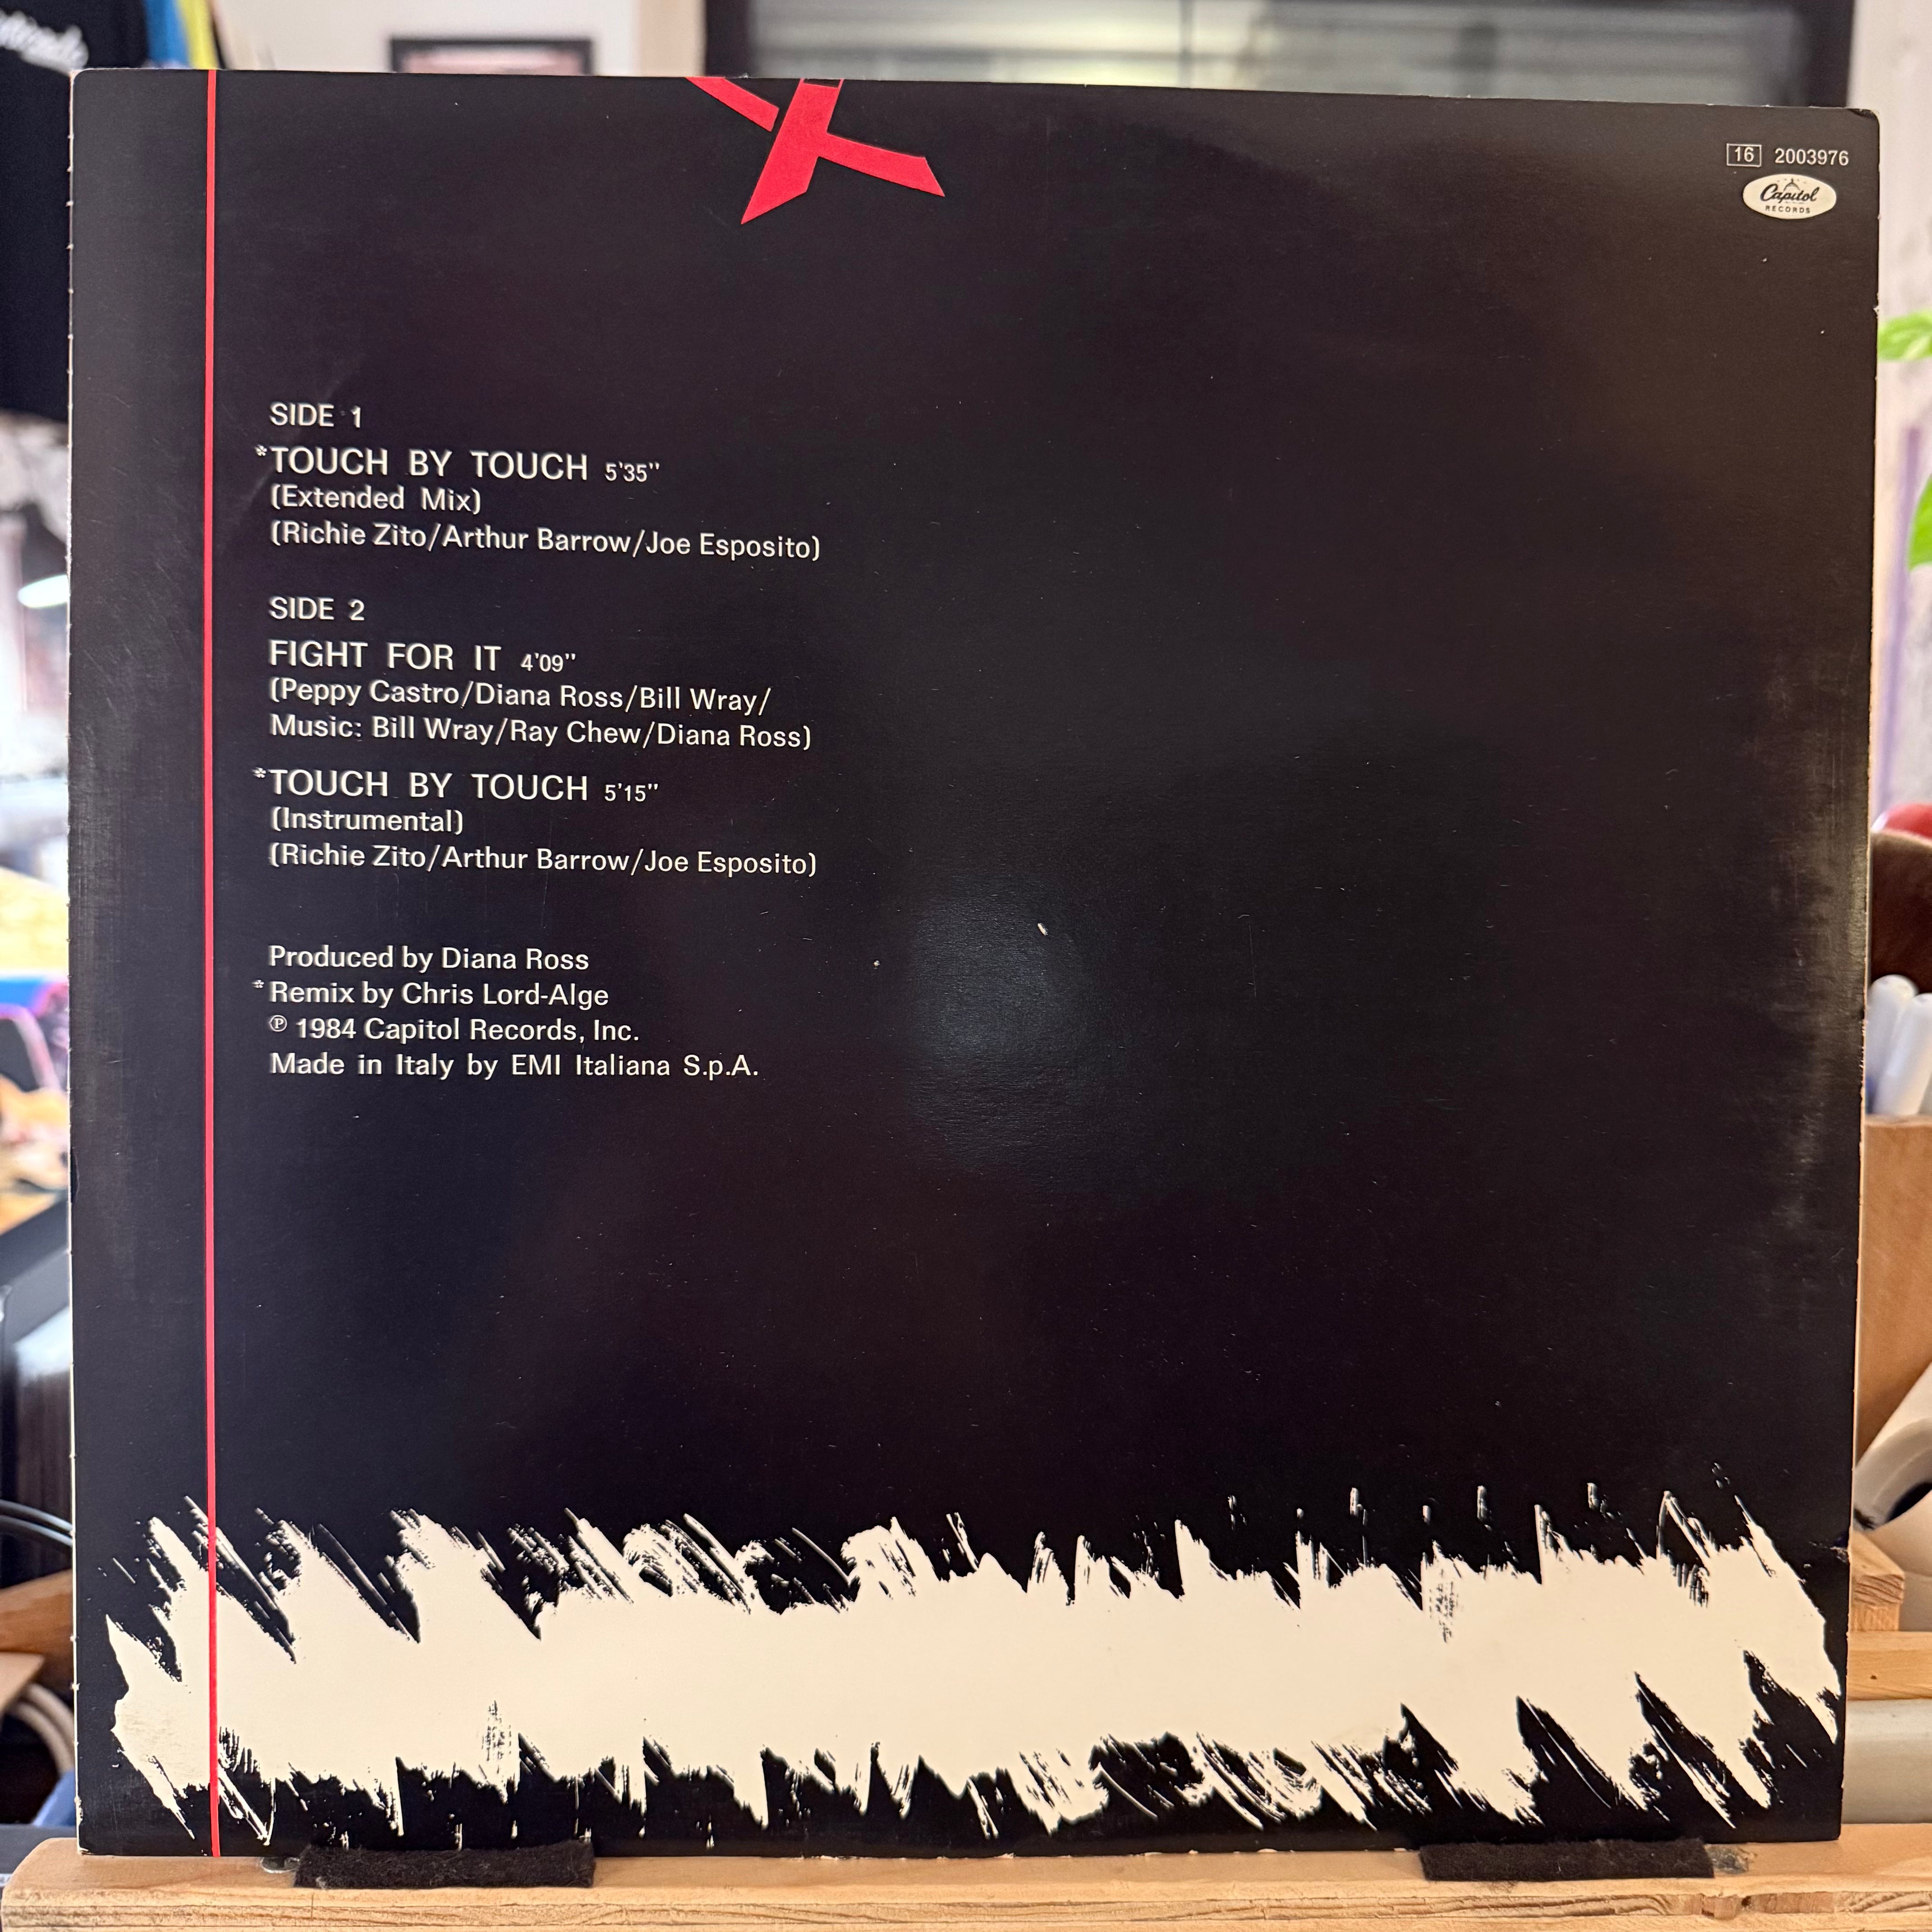 16 2003976
Capitol
RECORDS
SIDE 1
*TOUCH BY TOUCH 5'35"
(Extended Mix)
(Richie Zito/Arthur Barrow/Joe Esposito)
SIDE 2
FIGHT FOR IT 4'09"
(Peppy Castro/Diana Ross/Bill Wray/
Music: Bill Wray/Ray Chew/Diana Ross)
*TOUCH BY TOUCH 5'15"
(Instrumental)
(Richie Zito/Arthur Barrow/Joe Esposito)
Produced by Diana Ross
*Remix by Chris Lord-Alge
℗ 1984 Capitol Records, Inc.
Made in Italy by EMI Italiana S.p.A.